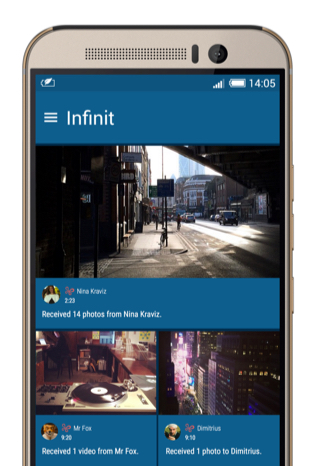 14:05
Infinit
Nina Kraviz
2:23
Received 14 photos from Nina Kraviz.
Mr Fox
9:20
Received 1 video from Mr Fox.
Dimitrius
9:10
Received 1 photo to Dimitrius.